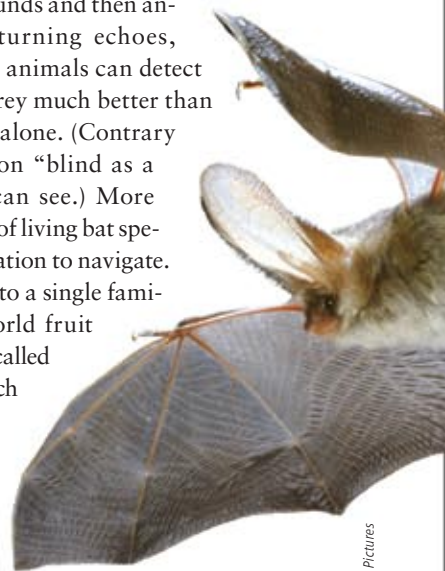 unds and then an-
turning echoes,
animals can detect
rey much better than
alone. (Contrary
on “blind as a
can see.) More
of living bat spe-
ation to navigate.
to a single fami-
orld fruit
called
ch
Pictures